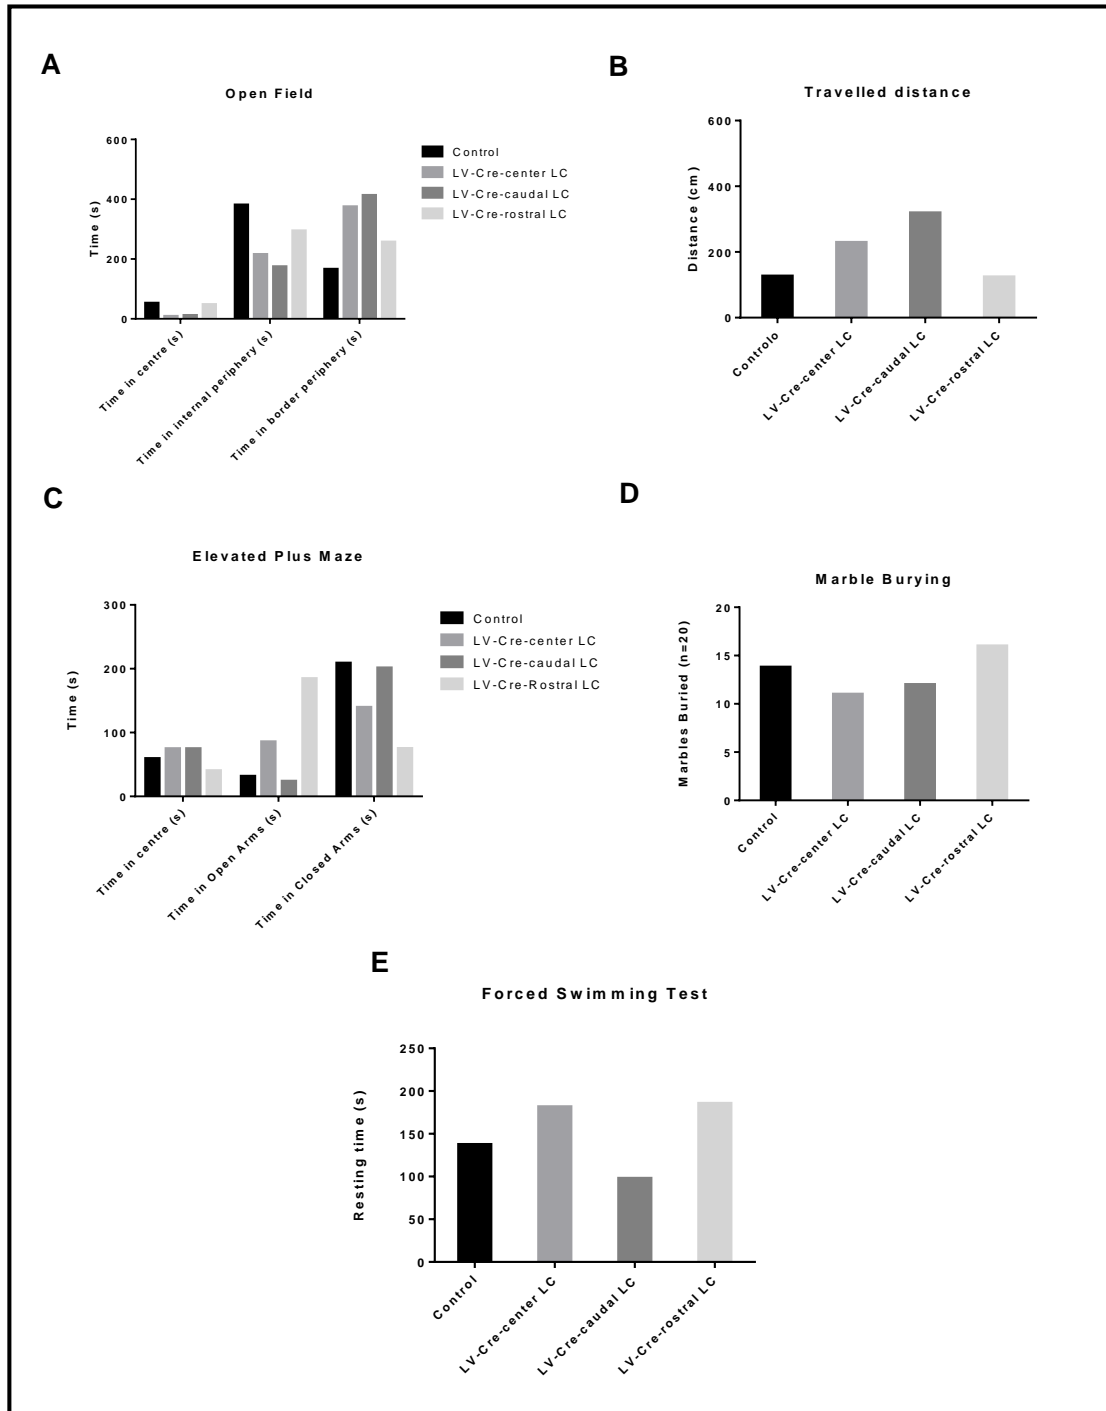 A
Open Field
Time (s)
600
400
200
0
Time in centre (s)
Time in internal periphery (s)
Time in border periphery (s)
Control
LV-Cre-center LC
LV-Cre-caudal LC
LV-Cre-rostral LC
B
Travelled distance
Distance (cm)
600
400
200
0
Controlo
LV-Cre-center LC
LV-Cre-caudal LC
LV-Cre-rostral LC
C
Elevated Plus Maze
Time (s)
300
200
100
0
Time in centre (s)
Time in Open Arms (s)
Time in Closed Arms (s)
Control
LV-Cre-center LC
LV-Cre-caudal LC
LV-Cre-Rostral LC
D
Marble Burying
Marbles Buried (n=20)
20
15
10
5
0
Control
LV-Cre-center LC
LV-Cre-caudal LC
LV-Cre-rostral LC
E
Forced Swimming Test
Resting time (s)
250
200
150
100
50
0
Control
LV-Cre-center LC
LV-Cre-caudal LC
LV-Cre-rostral LC